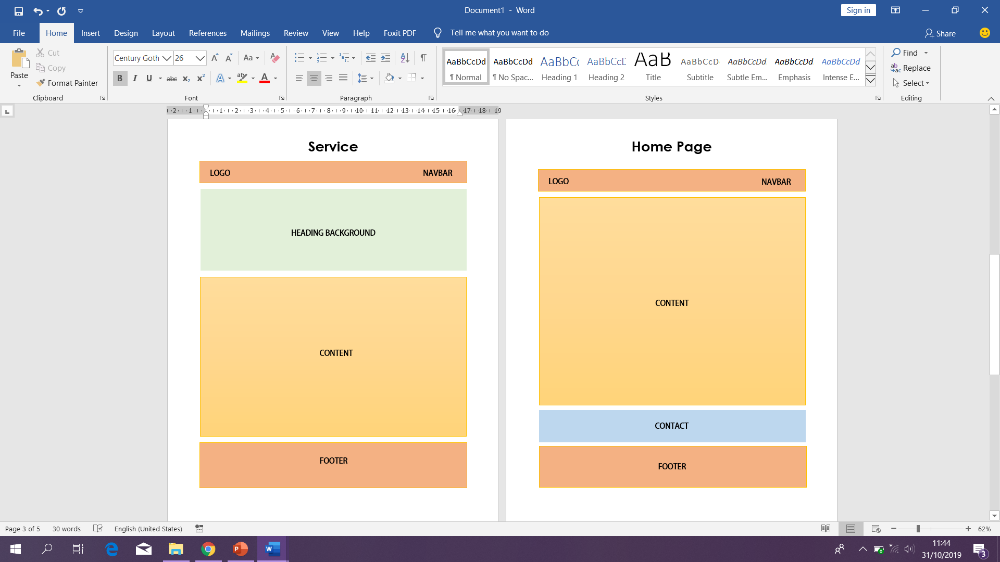 Document1 - Word
Sign in
File Home Insert Design Layout References Mailings Review View Help Foxit PDF Tell me what you want to do Share
Paste
Cut
Copy
Format Painter
Clipboard
Century Goth 26
Font
Paragraph
AaBbCcDd AaBbCcDd AaBbCc AaBbCcD AaB AaBbCcD AaBbCcDd AaBbCcDd AaBbCcDd
¶ Normal ¶ No Spac... Heading 1 Heading 2 Title Subtitle Subtle Em... Emphasis Intense E...
Styles
Find
Replace
Select
Editing
2 1 1 2 3 4 5 6 7 8 9 10 11 12 13 14 15 16 17 18 19
Service
LOGO NAVBAR
HEADING BACKGROUND
CONTENT
FOOTER
Home Page
LOGO NAVBAR
CONTENT
CONTACT
FOOTER
Page 3 of 5 30 words English (United States) 62%
11:44
31/10/2019
3